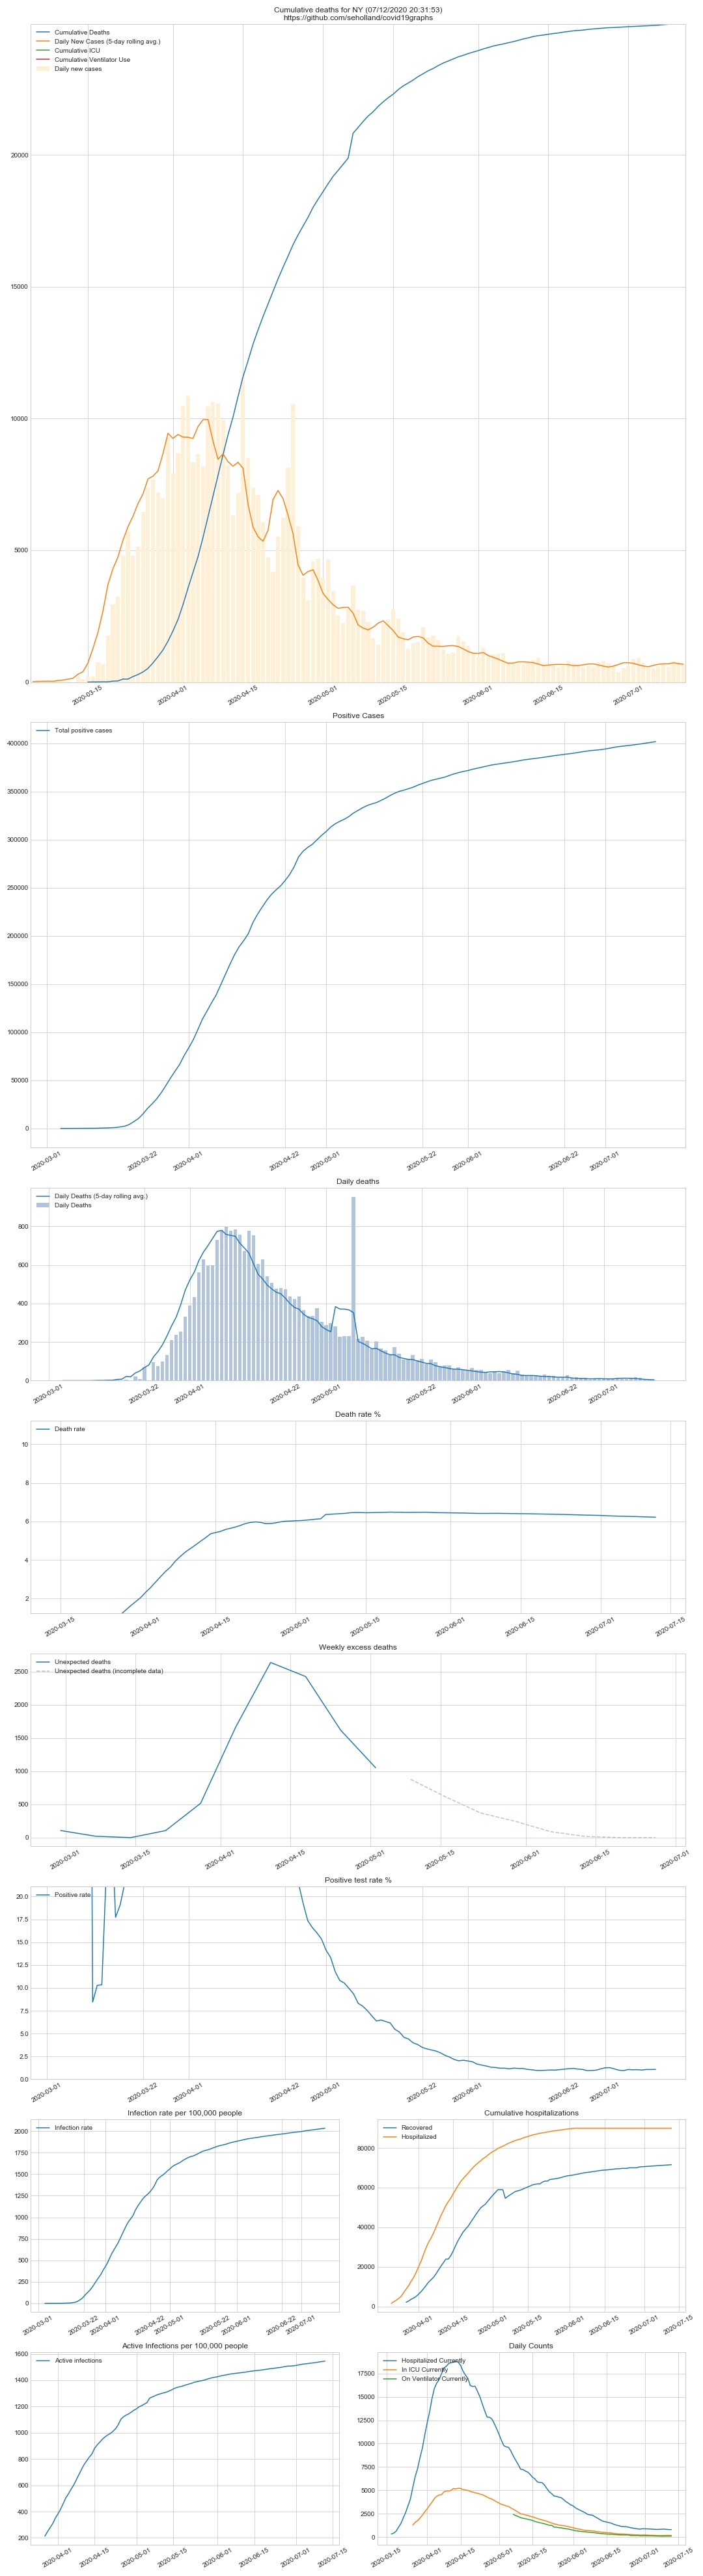 Cumulative deaths for NY (07/12/2020 20:31:53)
https://github.com/seholland/covid19graphs
Cumulative Deaths
Daily New Cases (5-day rolling avg.)
Cumulative ICU
Cumulative Ventilator Use
Daily new cases
20000
15000
10000
5000
0
2020-03-15 2020-04-01 2020-04-15 2020-05-01 2020-05-15 2020-06-01 2020-06-15 2020-07-01
Positive Cases
Total positive cases
400000
350000
300000
250000
200000
150000
100000
50000
0
2020-03-01 2020-03-22 2020-04-01 2020-04-22 2020-05-01 2020-05-22 2020-06-01 2020-06-22 2020-07-01
Daily deaths
Daily Deaths (5-day rolling avg.)
Daily Deaths
800
600
400
200
0
2020-03-01 2020-03-22 2020-04-01 2020-04-22 2020-05-01 2020-05-22 2020-06-01 2020-06-22 2020-07-01
Death rate %
Death rate
10
8
6
4
2
2020-03-15 2020-04-01 2020-04-15 2020-05-01 2020-05-15 2020-06-01 2020-06-15 2020-07-01 2020-07-15
Weekly excess deaths
Unexpected deaths
Unexpected deaths (incomplete data)
2500
2000
1500
1000
500
0
2020-03-01 2020-03-15 2020-04-01 2020-04-15 2020-05-01 2020-05-15 2020-06-01 2020-06-15 2020-07-01
Positive test rate %
Positive rate
20.0
17.5
15.0
12.5
10.0
7.5
5.0
2.5
0.0
2020-03-01 2020-03-22 2020-04-01 2020-04-22 2020-05-01 2020-05-22 2020-06-01 2020-06-22 2020-07-01
Infection rate per 100,000 people
Infection rate
2000
1750
1500
1250
1000
750
500
250
0
2020-03-01 2020-03-22 2020-04-01 2020-04-22 2020-05-01 2020-05-22 2020-06-01 2020-06-22 2020-07-01
Cumulative hospitalizations
Recovered
Hospitalized
80000
60000
40000
20000
0
2020-04-01 2020-04-15 2020-05-01 2020-05-15 2020-06-01 2020-06-15 2020-07-01 2020-07-15
Active Infections per 100,000 people
Active infections
1600
1400
1200
1000
800
600
400
200
2020-04-01 2020-04-15 2020-05-01 2020-05-15 2020-06-01 2020-06-15 2020-07-01 2020-07-15
Daily Counts
Hospitalized Currently
In ICU Currently
On Ventilator Currently
17500
15000
12500
10000
7500
5000
2500
0
2020-03-15 2020-04-01 2020-04-15 2020-05-01 2020-05-15 2020-06-01 2020-06-15 2020-07-01 2020-07-15